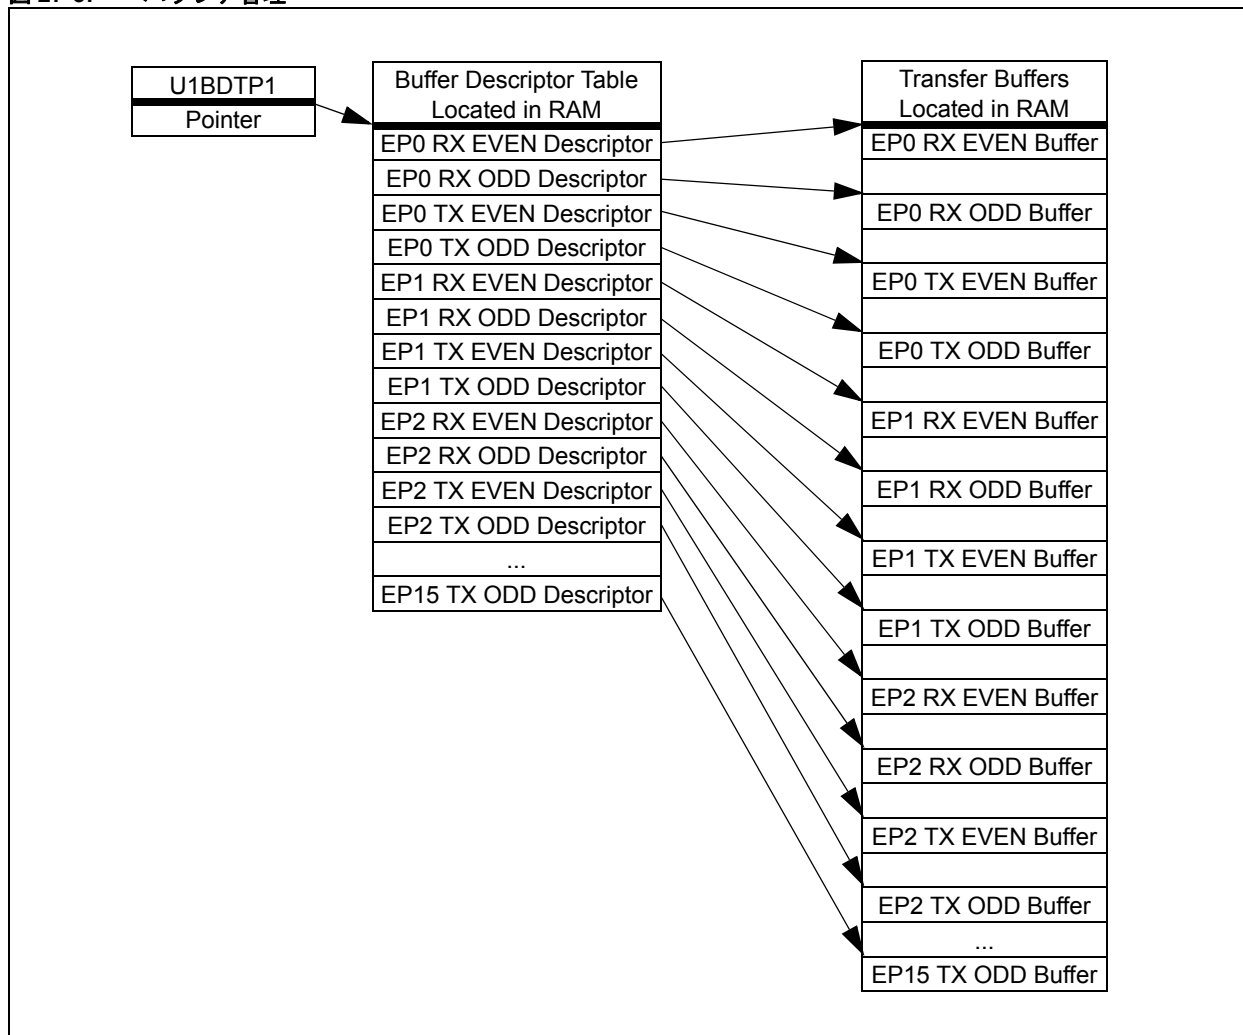 U1BDTP1
Pointer
Buffer Descriptor Table
Located in RAM
EP0 RX EVEN Descriptor
EP0 RX ODD Descriptor
EP0 TX EVEN Descriptor
EP0 TX ODD Descriptor
EP1 RX EVEN Descriptor
EP1 RX ODD Descriptor
EP1 TX EVEN Descriptor
EP1 TX ODD Descriptor
EP2 RX EVEN Descriptor
EP2 RX ODD Descriptor
EP2 TX EVEN Descriptor
EP2 TX ODD Descriptor
...
EP15 TX ODD Descriptor
Transfer Buffers
Located in RAM
EP0 RX EVEN Buffer
EP0 RX ODD Buffer
EP0 TX EVEN Buffer
EP0 TX ODD Buffer
EP1 RX EVEN Buffer
EP1 RX ODD Buffer
EP1 TX EVEN Buffer
EP1 TX ODD Buffer
EP2 RX EVEN Buffer
EP2 RX ODD Buffer
EP2 TX EVEN Buffer
EP2 TX ODD Buffer
...
EP15 TX ODD Buffer